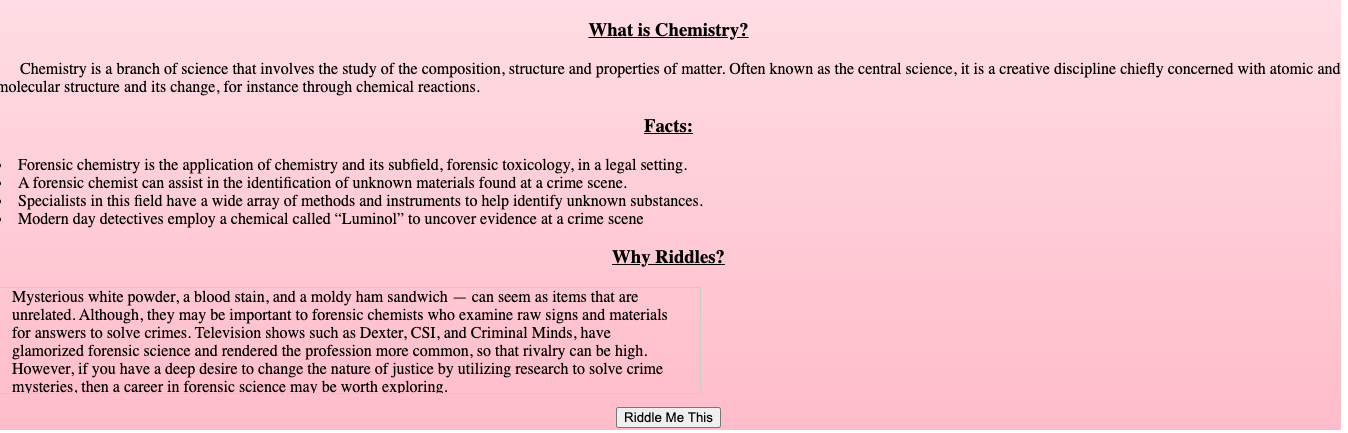 What is Chemistry?
Chemistry is a branch of science that involves the study of the composition, structure and properties of matter. Often known as the central science, it is a creative discipline chiefly concerned with atomic and
molecular structure and its change, for instance through chemical reactions.
Facts:
Forensic chemistry is the application of chemistry and its subfield, forensic toxicology, in a legal setting.
A forensic chemist can assist in the identification of unknown materials found at a crime scene.
Specialists in this field have a wide array of methods and instruments to help identify unknown substances.
Modern day detectives employ a chemical called “Luminol” to uncover evidence at a crime scene
Why Riddles?
Mysterious white powder, a blood stain, and a moldy ham sandwich — can seem as items that are
unrelated. Although, they may be important to forensic chemists who examine raw signs and materials
for answers to solve crimes. Television shows such as Dexter, CSI, and Criminal Minds, have
glamorized forensic science and rendered the profession more common, so that rivalry can be high.
However, if you have a deep desire to change the nature of justice by utilizing research to solve crime
mysteries, then a career in forensic science may be worth exploring.
Riddle Me This